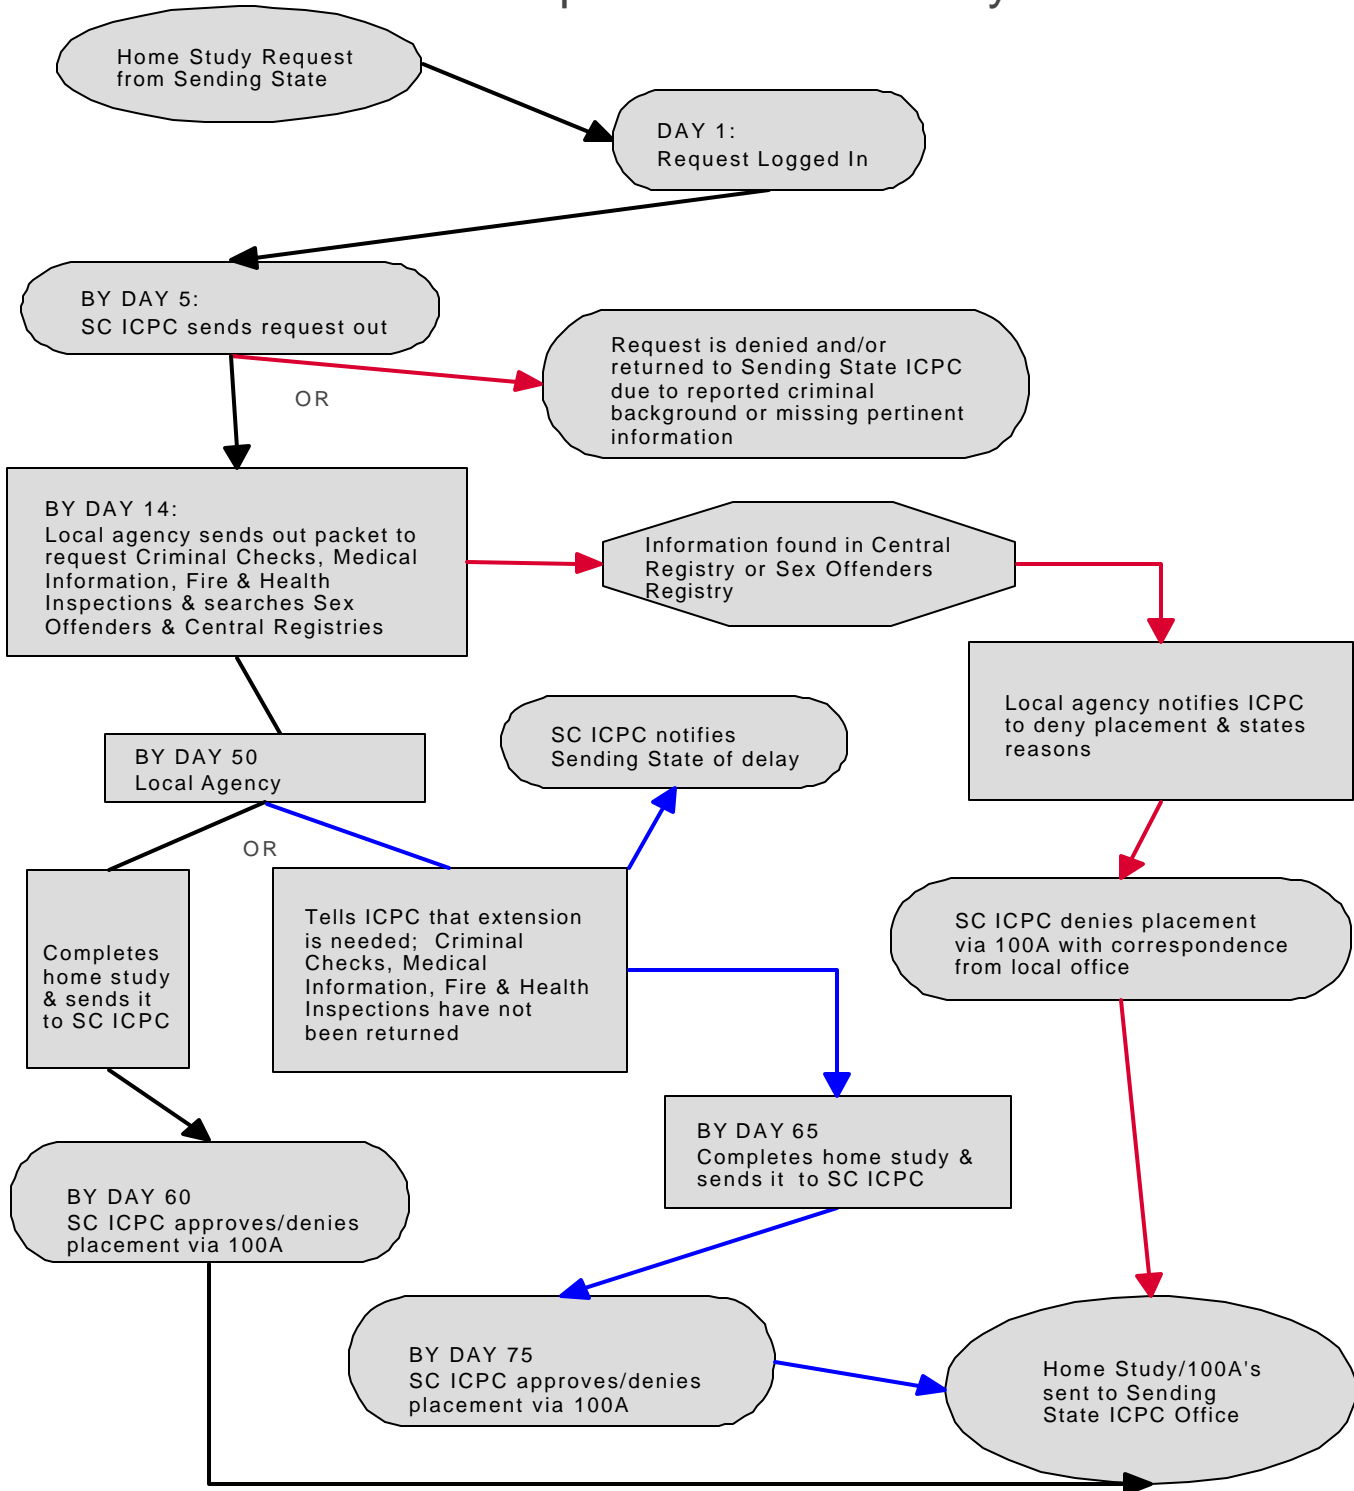 Home Study Request
from Sending State
DAY 1:
Request Logged In
BY DAY 5:
SC ICPC sends request out
Request is denied and/or
returned to Sending State ICPC
due to reported criminal
background or missing pertinent
information
OR
BY DAY 14:
Local agency sends out packet to
request Criminal Checks, Medical
Information, Fire & Health
Inspections & searches Sex
Offenders & Central Registries
Information found in Central
Registry or Sex Offenders
Registry
Local agency notifies ICPC
to deny placement & states
reasons
SC ICPC notifies
Sending State of delay
BY DAY 50
Local Agency
OR
Completes
home study
& sends it
to SC ICPC
Tells ICPC that extension
is needed; Criminal
Checks, Medical
Information, Fire & Health
Inspections have not
been returned
SC ICPC denies placement
via 100A with correspondence
from local office
BY DAY 65
Completes home study &
sends it to SC ICPC
BY DAY 60
SC ICPC approves/denies
placement via 100A
BY DAY 75
SC ICPC approves/denies
placement via 100A
Home Study/100A's
sent to Sending
State ICPC Office